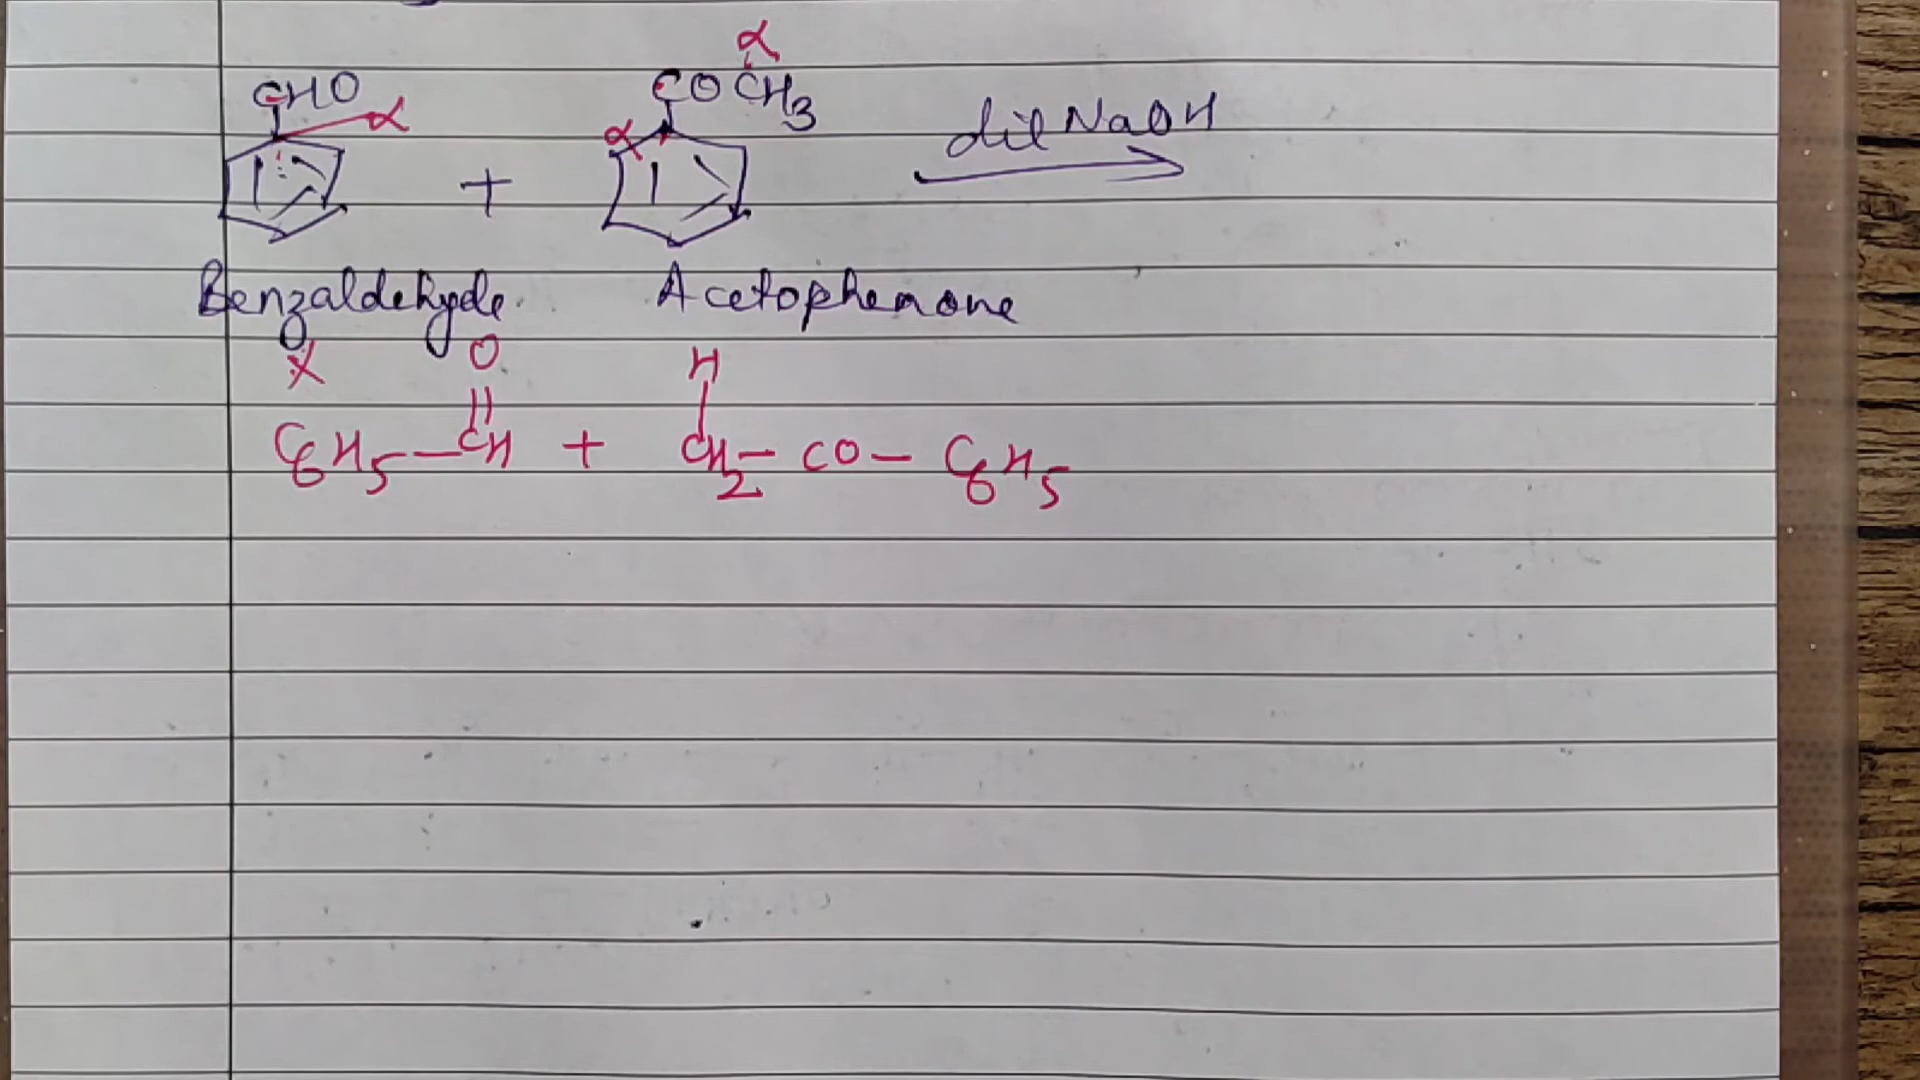 α
CHO α COCH3
α dil NaOH
+
Benzaldehyde Acetophenone
x O H
||
C6H5—CH + CH2—CO—C6H5